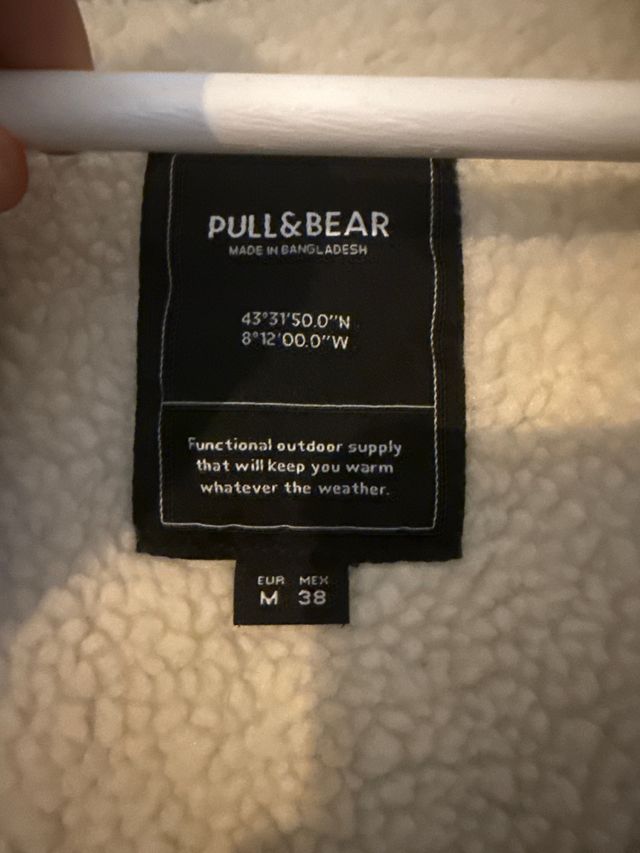 PULL&BEAR
MADE IN BANGLADESH
43°31'50.0"N
8°12'00.0"W
Functional outdoor supply
that will keep you warm
whatever the weather.
EUR MEX
M 38